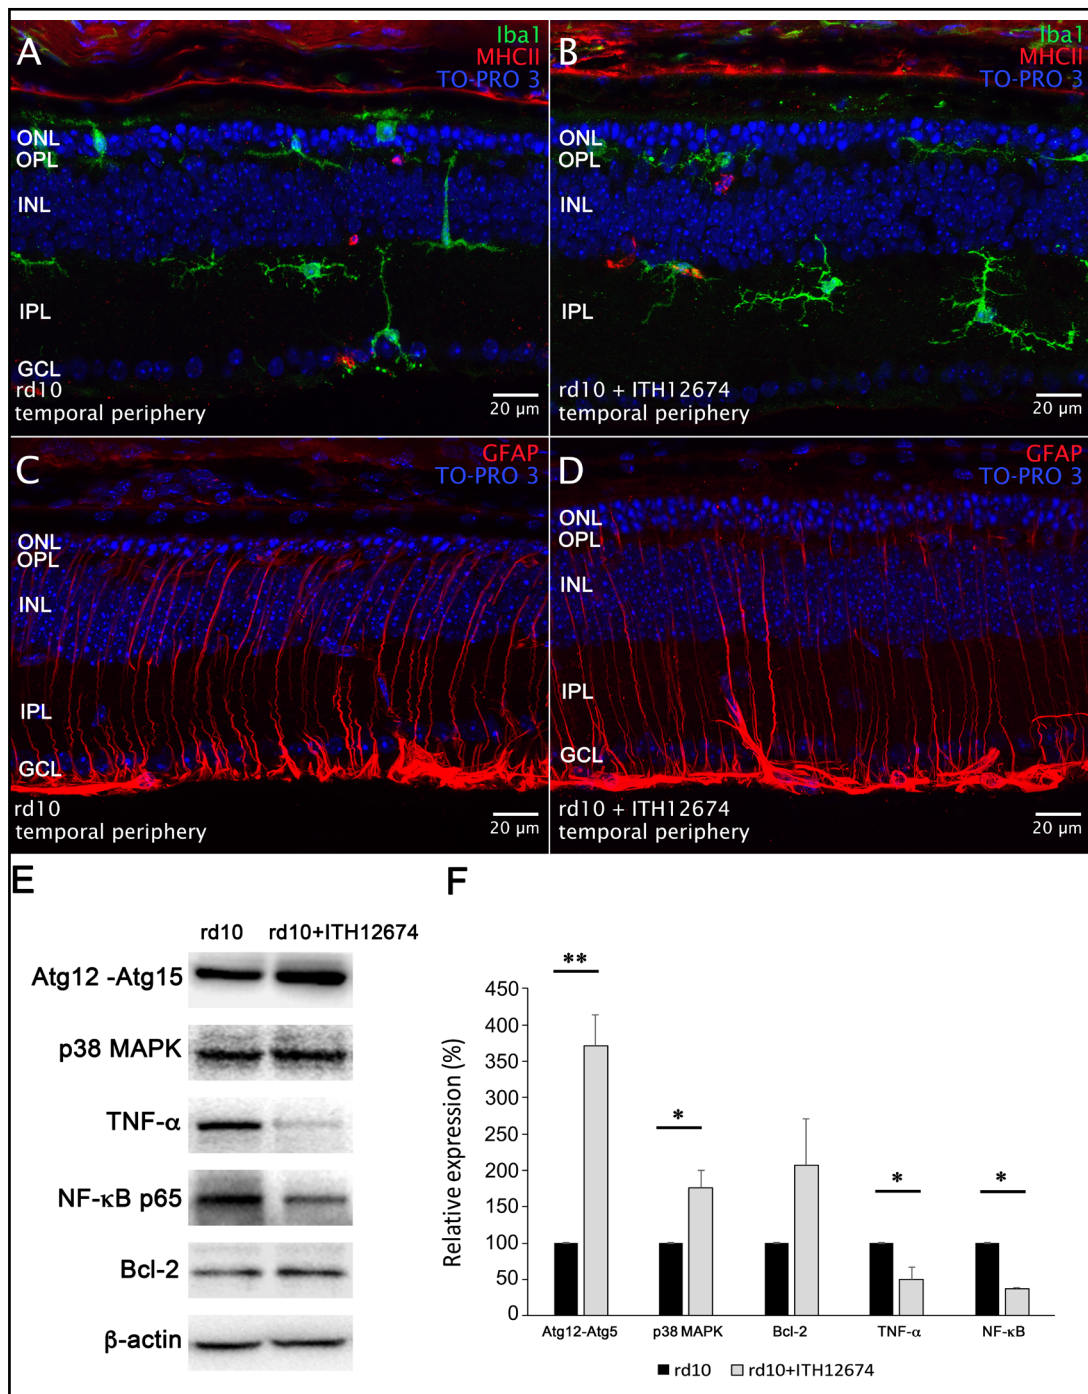 A
Iba1
MHCII
TO-PRO 3
ONL
OPL
INL
IPL
GCL
rd10
temporal periphery
20 µm
B
Iba1
MHCII
TO-PRO 3
ONL
OPL
INL
IPL
GCL
rd10 + ITH12674
temporal periphery
20 µm
C
GFAP
TO-PRO 3
ONL
OPL
INL
IPL
GCL
rd10
temporal periphery
20 µm
D
GFAP
TO-PRO 3
ONL
OPL
INL
IPL
GCL
rd10 + ITH12674
temporal periphery
20 µm
E
rd10 rd10+ITH12674
Atg12 -Atg15
p38 MAPK
TNF-α
NF-κB p65
Bcl-2
β-actin
F
Relative expression (%)
450
400
350
300
250
200
150
100
50
0
**
*
*
*
Atg12-Atg5 p38 MAPK Bcl-2 TNF-α NF-κB
rd10 rd10+ITH12674